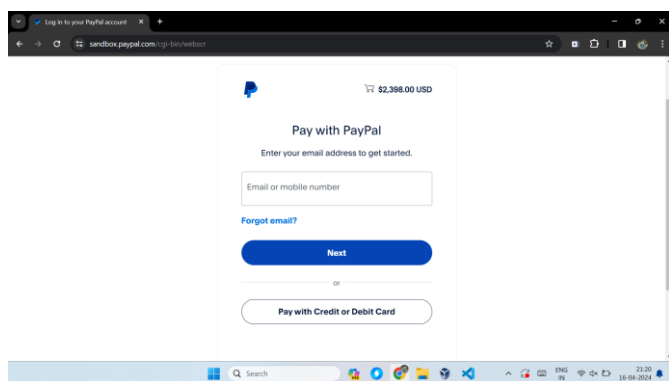 Log in to your PayPal account
sandbox.paypal.com/cgi-bin/webscr
$2,398.00 USD
Pay with PayPal
Enter your email address to get started.
Email or mobile number
Forgot email?
Next
or
Pay with Credit or Debit Card
Search
ENG
IN
21:20
16-04-2024